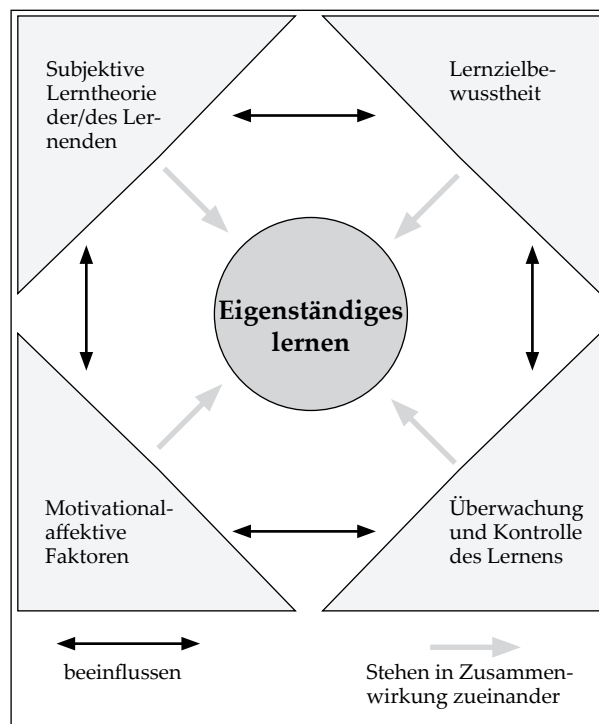 Subjektive
Lerntheorie
der/des Ler-
nenden
Lernzielbe-
wusstheit
Eigenständiges
lernen
Motivational-
affektive
Faktoren
Überwachung
und Kontrolle
des Lernens
beeinflussen
Stehen in Zusammen-
wirkung zueinander